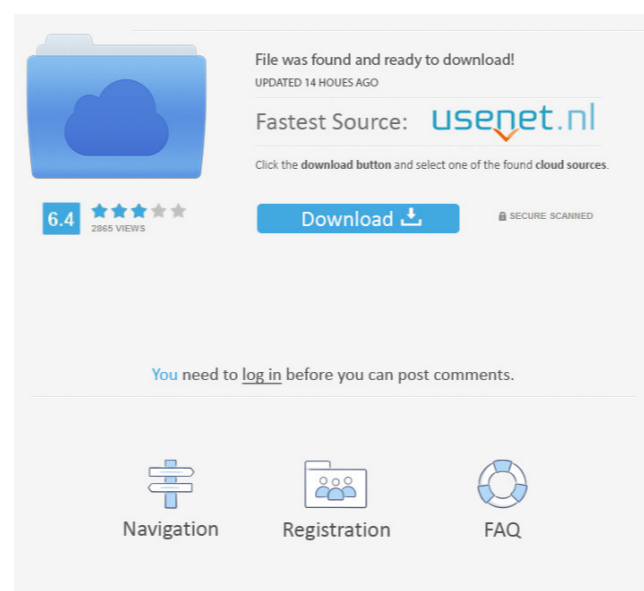 File was found and ready to download!
UPDATED 14 HOUES AGO
Fastest Source: usenet.nl
Click the download button and select one of the found cloud sources.
6.4
2865 VIEWS
Download
SECURE SCANNED
You need to log in before you can post comments.
Navigation
Registration
FAQ